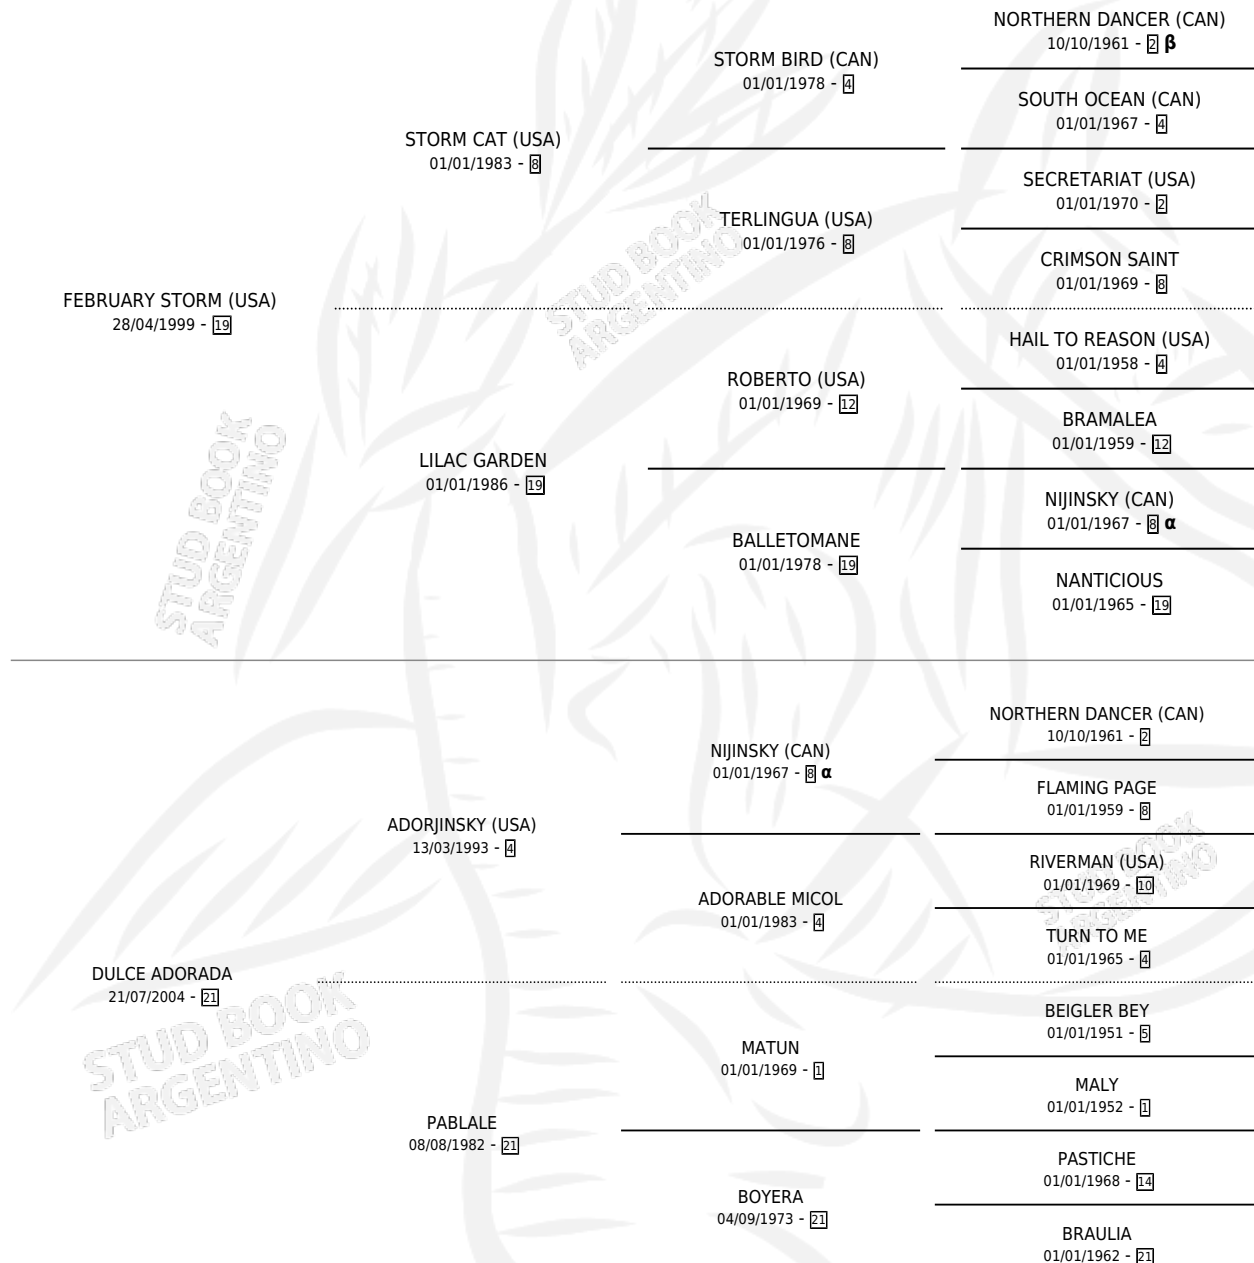 NORTHERN DANCER (CAN)
10/10/1961 - 2 β
STORM BIRD (CAN)
01/01/1978 - 4
SOUTH OCEAN (CAN)
01/01/1967 - 4
STORM CAT (USA)
01/01/1983 - 8
SECRETARIAT (USA)
01/01/1970 - 2
TERLINGUA (USA)
01/01/1976 - 8
CRIMSON SAINT
01/01/1969 - 8
FEBRUARY STORM (USA)
28/04/1999 - 19
HAIL TO REASON (USA)
01/01/1958 - 4
ROBERTO (USA)
01/01/1969 - 12
BRAMALEA
01/01/1959 - 12
LILAC GARDEN
01/01/1986 - 19
NIJINSKY (CAN)
01/01/1967 - 8 α
BALLETOMANE
01/01/1978 - 19
NANTICIOUS
01/01/1965 - 19
NORTHERN DANCER (CAN)
10/10/1961 - 2
NIJINSKY (CAN)
01/01/1967 - 8 α
FLAMING PAGE
01/01/1959 - 8
ADORJINSKY (USA)
13/03/1993 - 4
RIVERMAN (USA)
01/01/1969 - 10
ADORABLE MICOL
01/01/1983 - 4
TURN TO ME
01/01/1965 - 4
DULCE ADORADA
21/07/2004 - 21
BEIGLER BEY
01/01/1951 - 5
MATUN
01/01/1969 - 1
MALY
01/01/1952 - 1
PABLALE
08/08/1982 - 21
PASTICHE
01/01/1968 - 14
BOYERA
04/09/1973 - 21
BRAULIA
01/01/1962 - 21
STUD BOOK
ARGENTINO
STUD BOOK
ARGENTINO
STUD BOOK
ARGENTINO
STUD BOOK
ARGENTINO